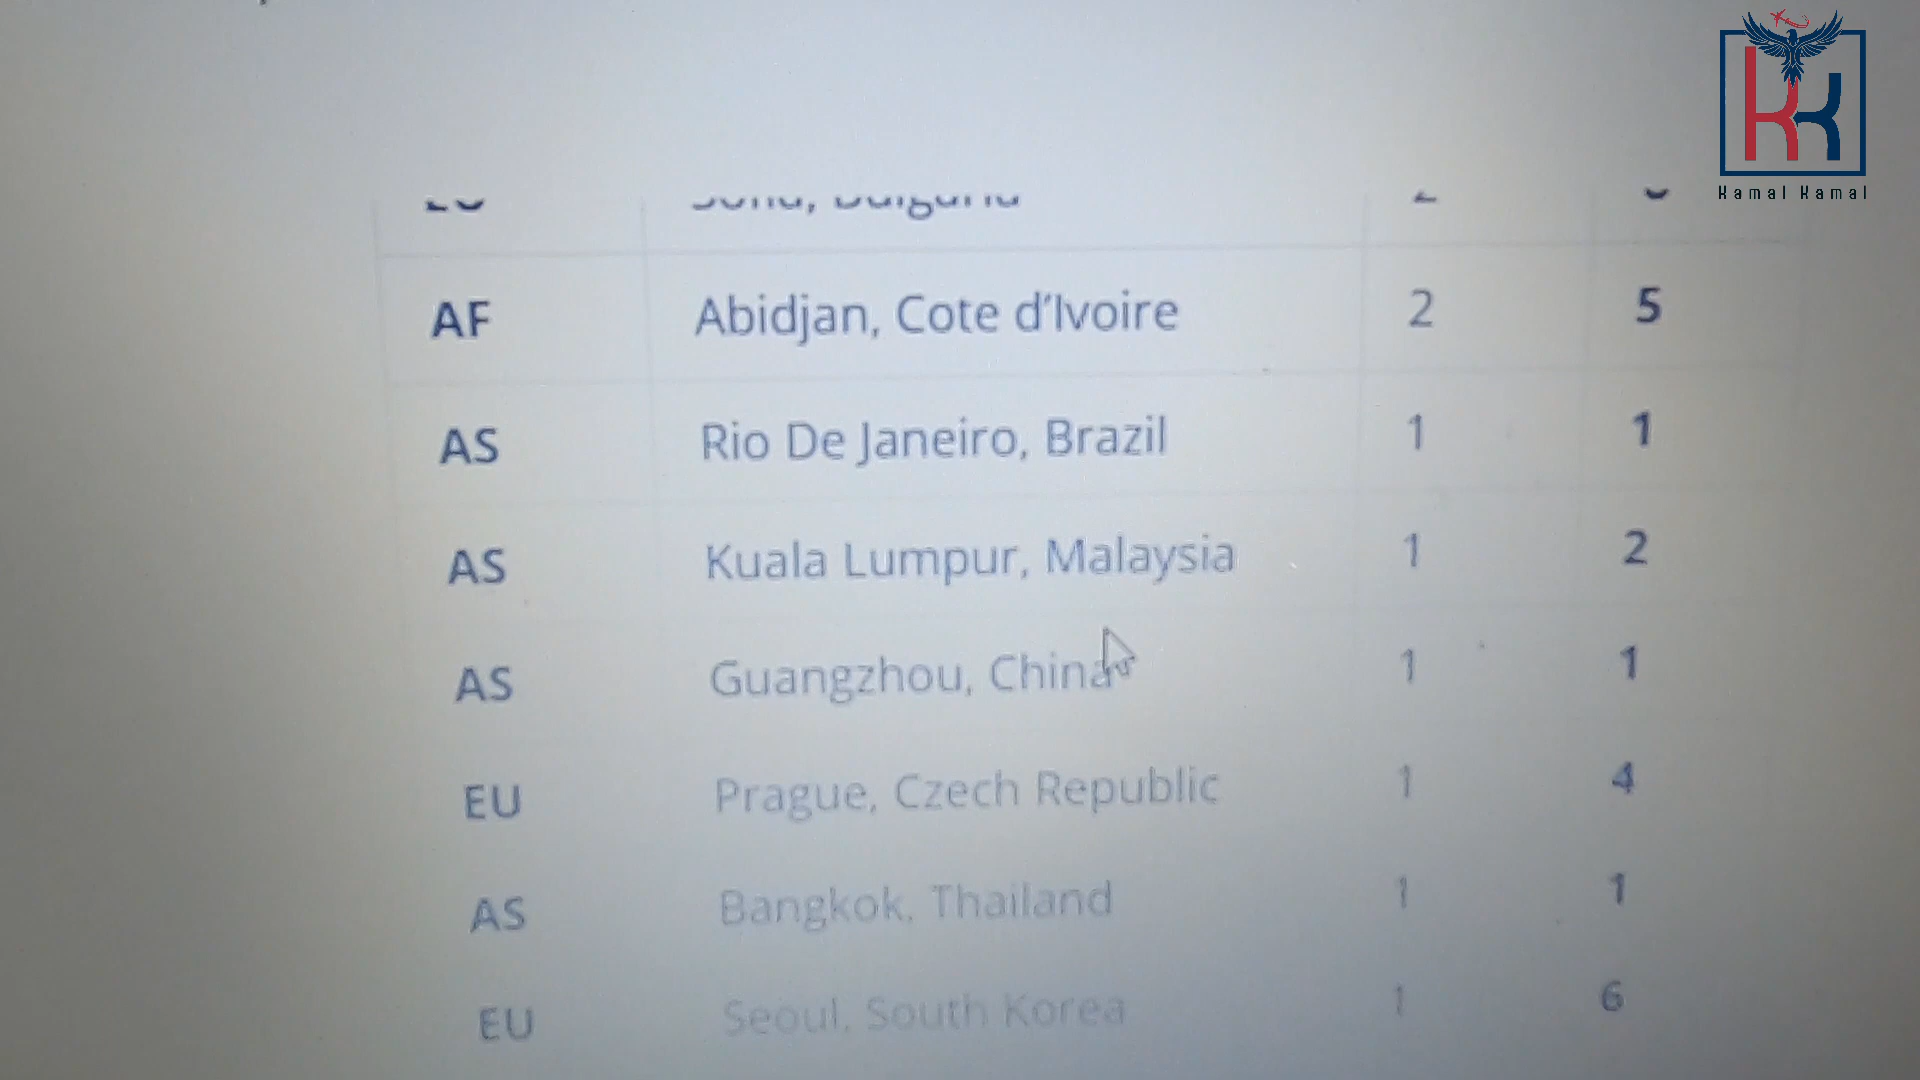 Kamal Kamal
AF Abidjan, Cote d'Ivoire 2 5
AS Rio De Janeiro, Brazil 1 1
AS Kuala Lumpur, Malaysia 1 2
AS Guangzhou, China 1 1
EU Prague, Czech Republic 1 4
AS Bangkok, Thailand 1 1
EU Seoul, South Korea 1 6